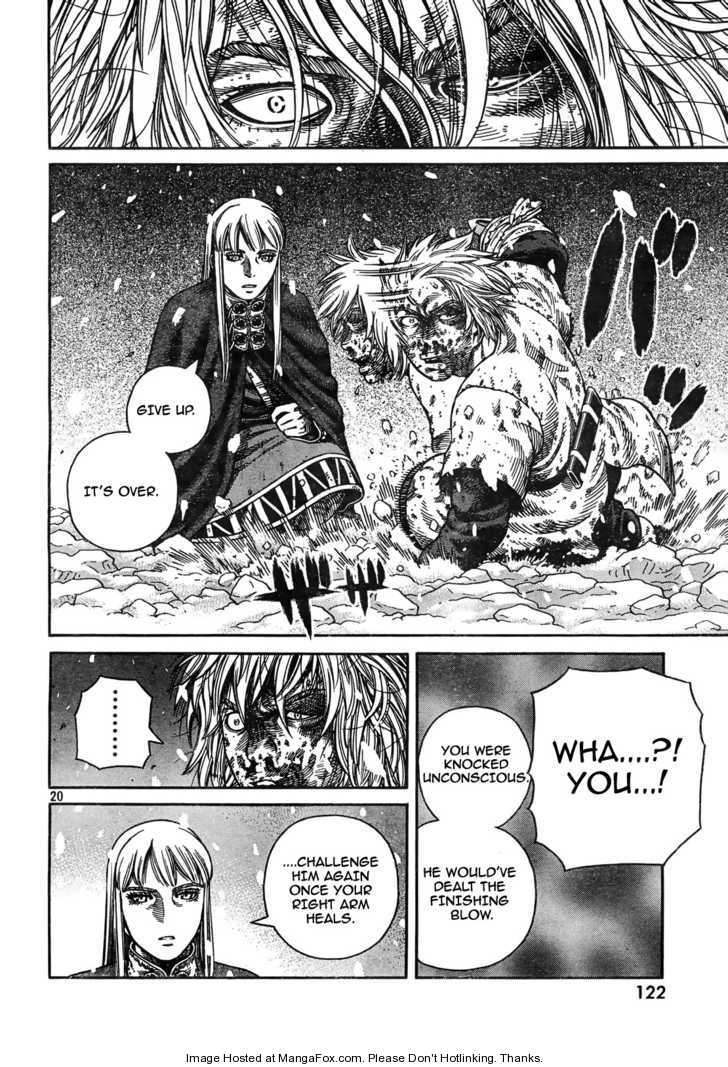 GIVE UP.
IT'S OVER.
WHA....?!
YOU...!
YOU WERE
KNOCKED
UNCONSCIOUS.
HE WOULD'VE
DEALT THE
FINISHING
BLOW.
........
20
....CHALLENGE
HIM AGAIN
ONCE YOUR
RIGHT ARM
HEALS.
122
Image Hosted at MangaFox.com. Please Don't Hotlinking. Thanks.